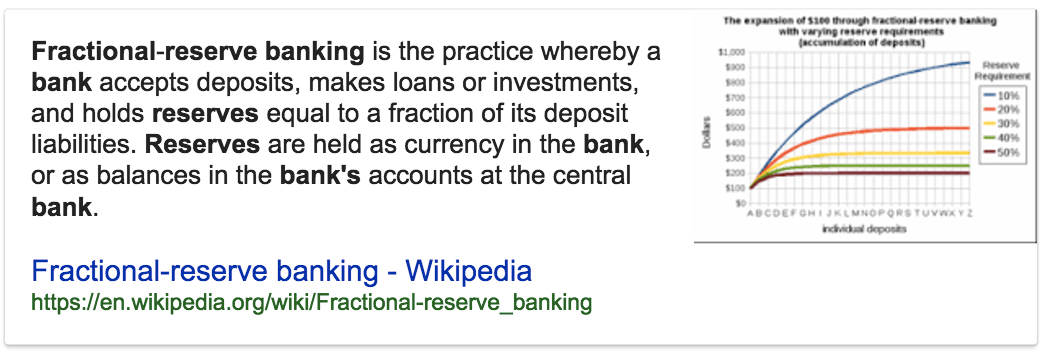 Fractional-reserve banking is the practice whereby a
bank accepts deposits, makes loans or investments,
and holds reserves equal to a fraction of its deposit
liabilities. Reserves are held as currency in the bank,
or as balances in the bank's accounts at the central
bank.
Fractional-reserve banking - Wikipedia
https://en.wikipedia.org/wiki/Fractional-reserve_banking
The expansion of $100 through fractional-reserve banking
with varying reserve requirements
(accumulation of deposits)
$1,000
$900
$800
$700
$600
$500
$400
$300
$200
$100
$0
Dollars
A B C D E F G H I J K L M N O P Q R S T U V W X Y Z
individual deposits
Reserve
Requirement
10%
20%
30%
40%
50%